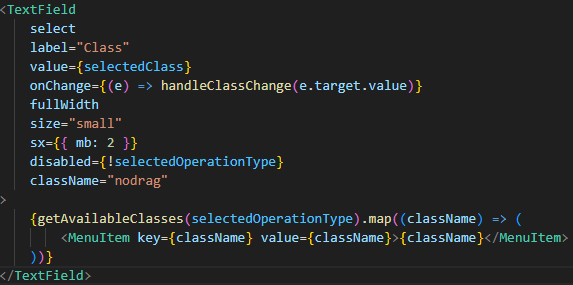 <TextField
    select
    label="Class"
    value={selectedClass}
    onChange={(e) => handleClassChange(e.target.value)}
    fullWidth
    size="small"
    sx={{ mb: 2 }}
    disabled={!selectedOperationType}
    className="nodrag"
>
    {getAvailableClasses(selectedOperationType).map((className) => (
        <MenuItem key={className} value={className}>{className}</MenuItem>
    ))}
</TextField>